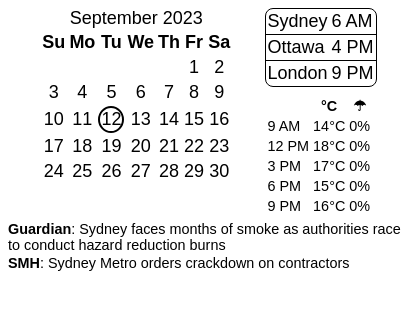 September 2023
Su Mo Tu We Th Fr Sa
1 2
3 4 5 6 7 8 9
10 11 12 13 14 15 16
17 18 19 20 21 22 23
24 25 26 27 28 29 30
Sydney 6 AM
Ottawa 4 PM
London 9 PM
°C ☂
9 AM 14°C 0%
12 PM 18°C 0%
3 PM 17°C 0%
6 PM 15°C 0%
9 PM 16°C 0%
Guardian: Sydney faces months of smoke as authorities race
to conduct hazard reduction burns
SMH: Sydney Metro orders crackdown on contractors